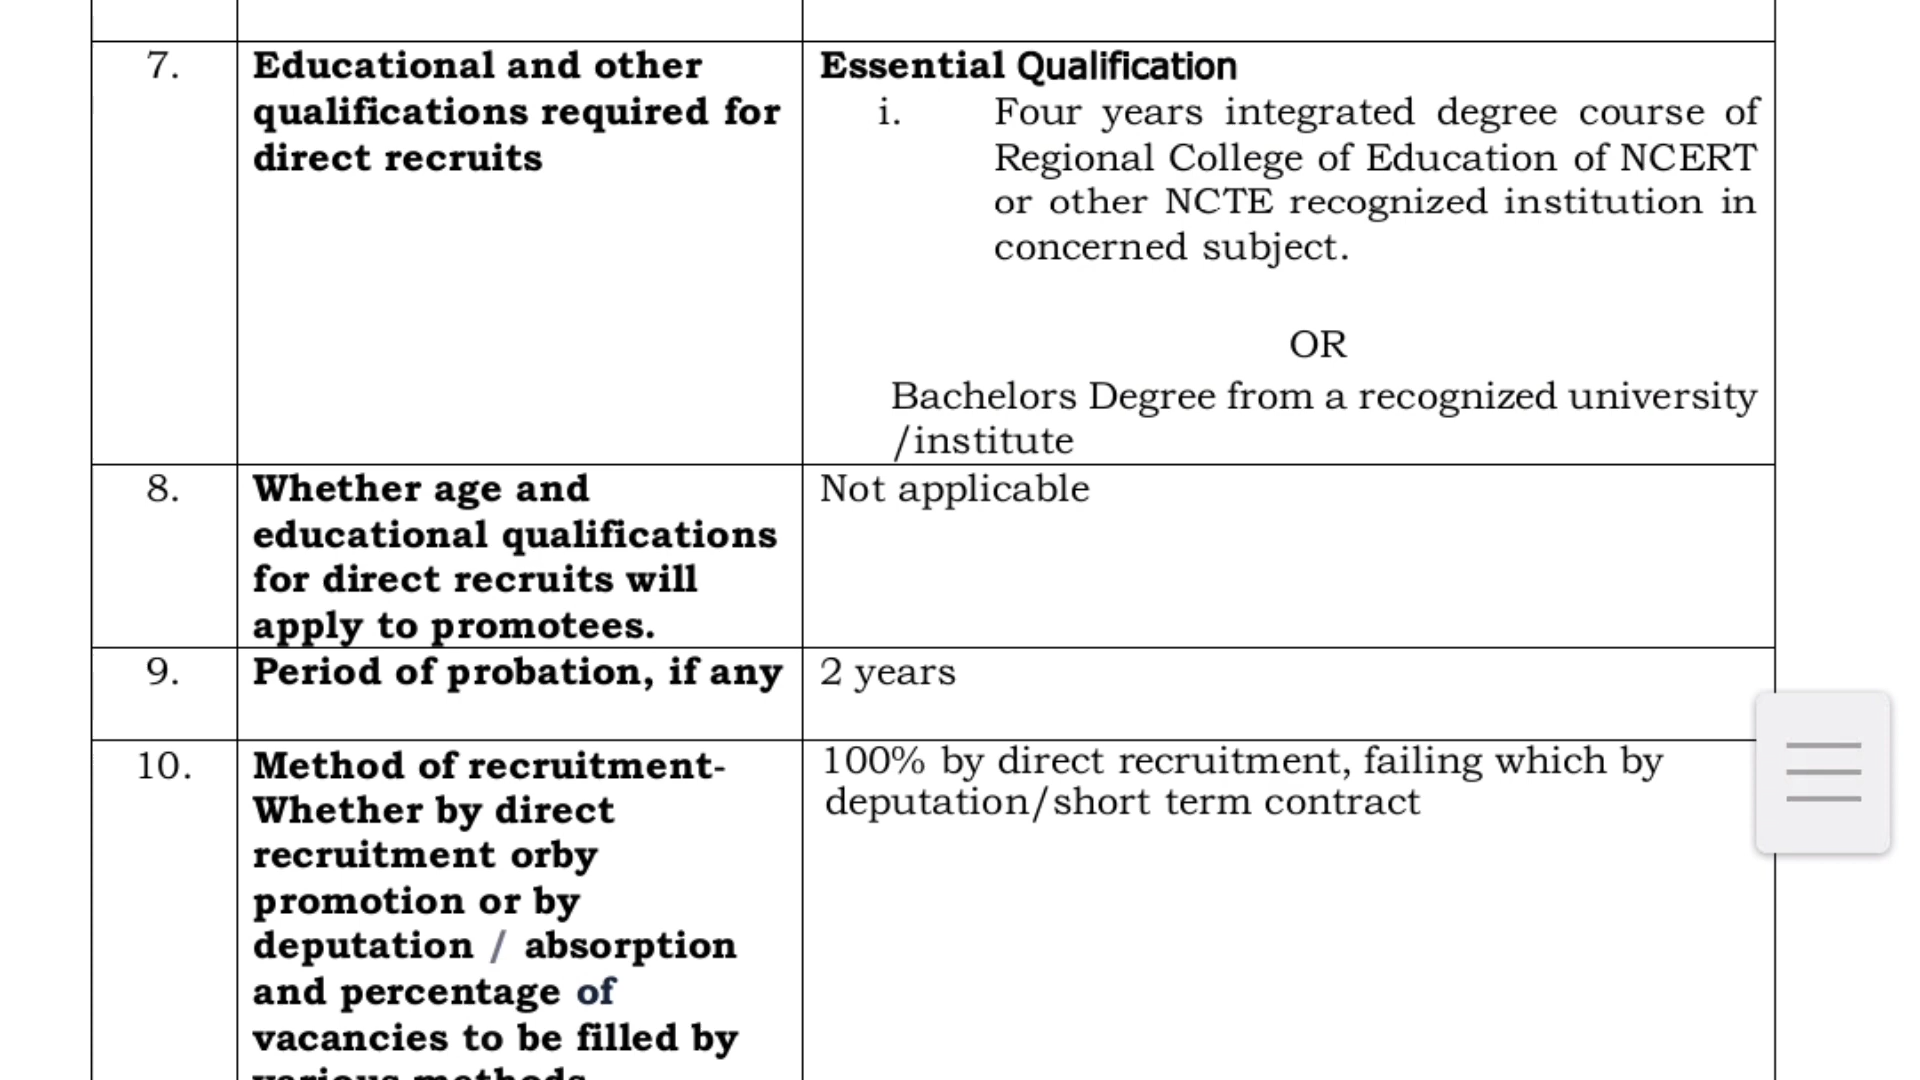 7.
Educational and other
qualifications required for
direct recruits
Essential Qualification
i. Four years integrated degree course of
Regional College of Education of NCERT
or other NCTE recognized institution in
concerned subject.
OR
Bachelors Degree from a recognized university
/institute
8.
Whether age and
educational qualifications
for direct recruits will
apply to promotees.
Not applicable
9.
Period of probation, if any
2 years
10.
Method of recruitment-
Whether by direct
recruitment orby
promotion or by
deputation / absorption
and percentage of
vacancies to be filled by
various methods
100% by direct recruitment, failing which by
deputation/short term contract